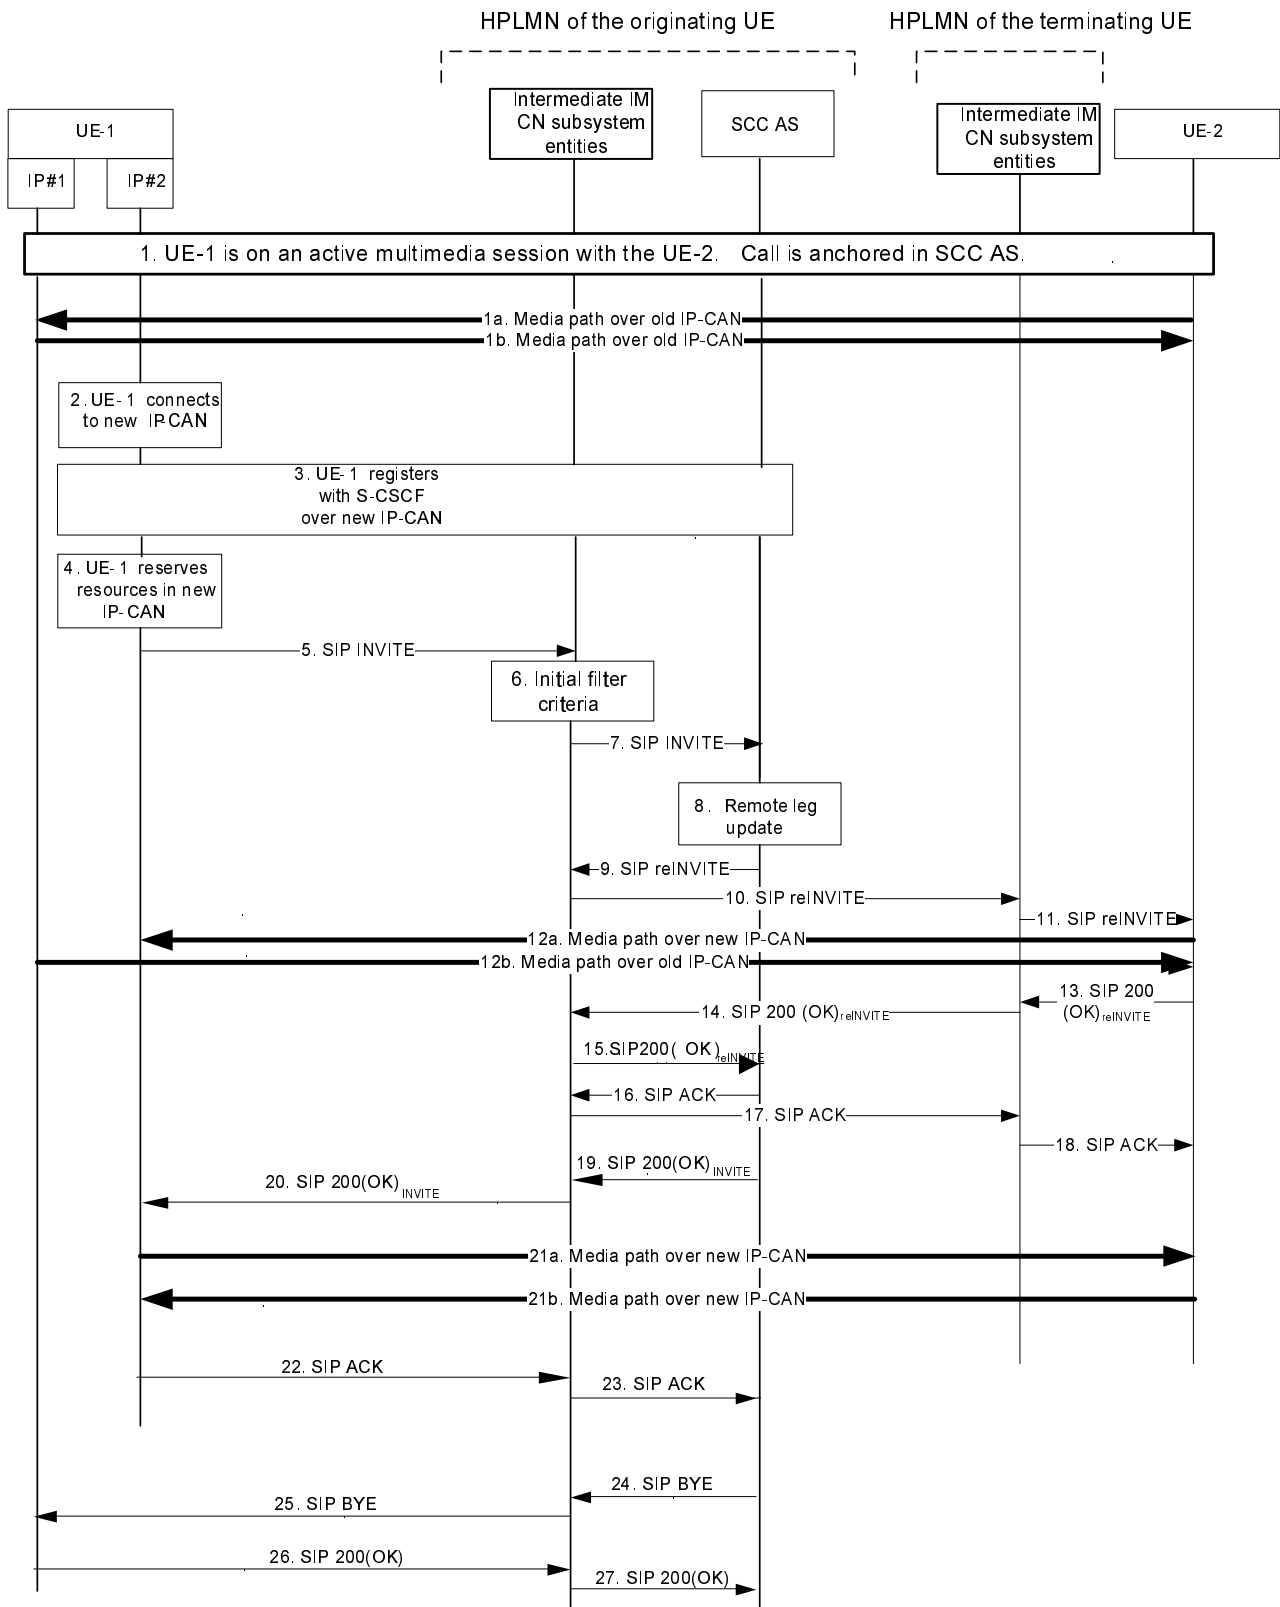 HPLMN of the originating UE
HPLMN of the terminating UE
UE-1
IP#1
IP#2
Intermediate IM
CN subsystem
entities
SCC AS
Intermediate IM
CN subsystem
entities
UE-2
1. UE-1 is on an active multimedia session with the UE-2. Call is anchored in SCC AS.
1a. Media path over old IP-CAN
1b. Media path over old IP-CAN
2. UE-1 connects
to new IP-CAN
3. UE-1 registers
with S-CSCF
over new IP-CAN
4. UE-1 reserves
resources in new
IP-CAN
5. SIP INVITE
6. Initial filter
criteria
7. SIP INVITE
8. Remote leg
update
9. SIP reINVITE
10. SIP reINVITE
11. SIP reINVITE
12a. Media path over new IP-CAN
12b. Media path over old IP-CAN
13. SIP 200
(OK)reINVITE
14. SIP 200 (OK)reINVITE
15.SIP200 ( OK)reINVITE
16. SIP ACK
17. SIP ACK
18. SIP ACK
19. SIP 200(OK)INVITE
20. SIP 200(OK)INVITE
21a. Media path over new IP-CAN
21b. Media path over new IP-CAN
22. SIP ACK
23. SIP ACK
24. SIP BYE
25. SIP BYE
26. SIP 200(OK)
27. SIP 200(OK)